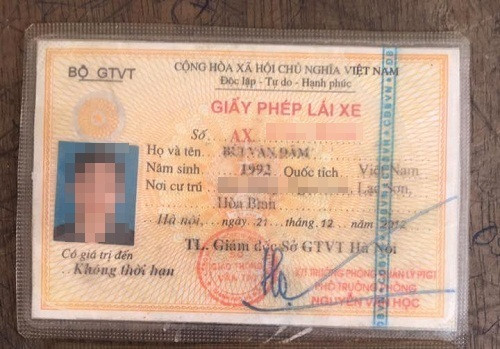 BỘ GTVT
CỘNG HÒA XÃ HỘI CHỦ NGHĨA VIỆT NAM
Độc lập - Tự do - Hạnh phúc
GIẤY PHÉP LÁI XE
Số AX
Họ và tên BÙI VĂN ĐẦM
Năm sinh 1992 Quốc tịch Việt Nam
Nơi cư trú Lạc Sơn,
Hòa Bình
Hà nội, ngày 21 tháng 12 năm 2012
TL. Giám đốc Sở GTVT Hà Nội
Có giá trị đến
Không thời hạn
PHÓ TRƯỞNG PHÒNG
NGUYỄN VĂN HỌC